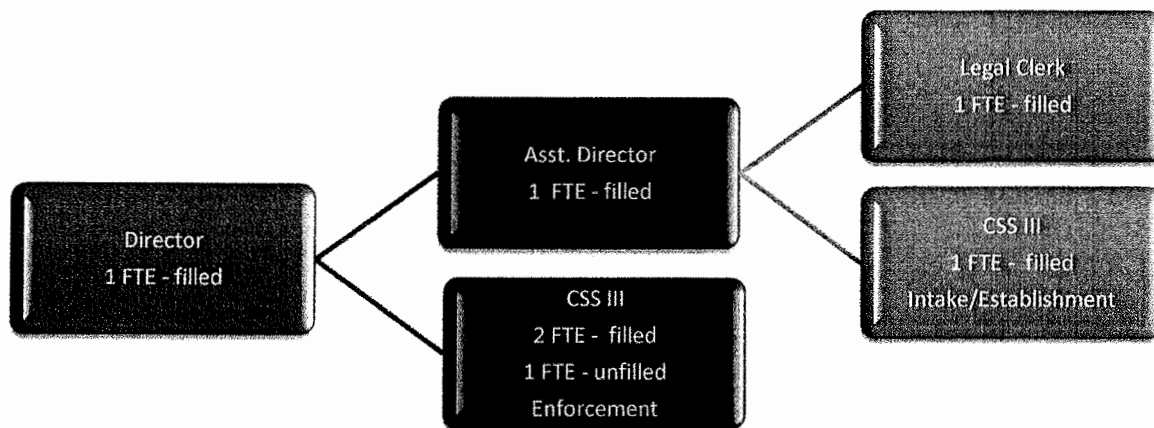 Director
1 FTE - filled
Asst. Director
1 FTE - filled
CSS III
2 FTE - filled
1 FTE - unfilled
Enforcement
Legal Clerk
1 FTE - filled
CSS III
1 FTE - filled
Intake/Establishment